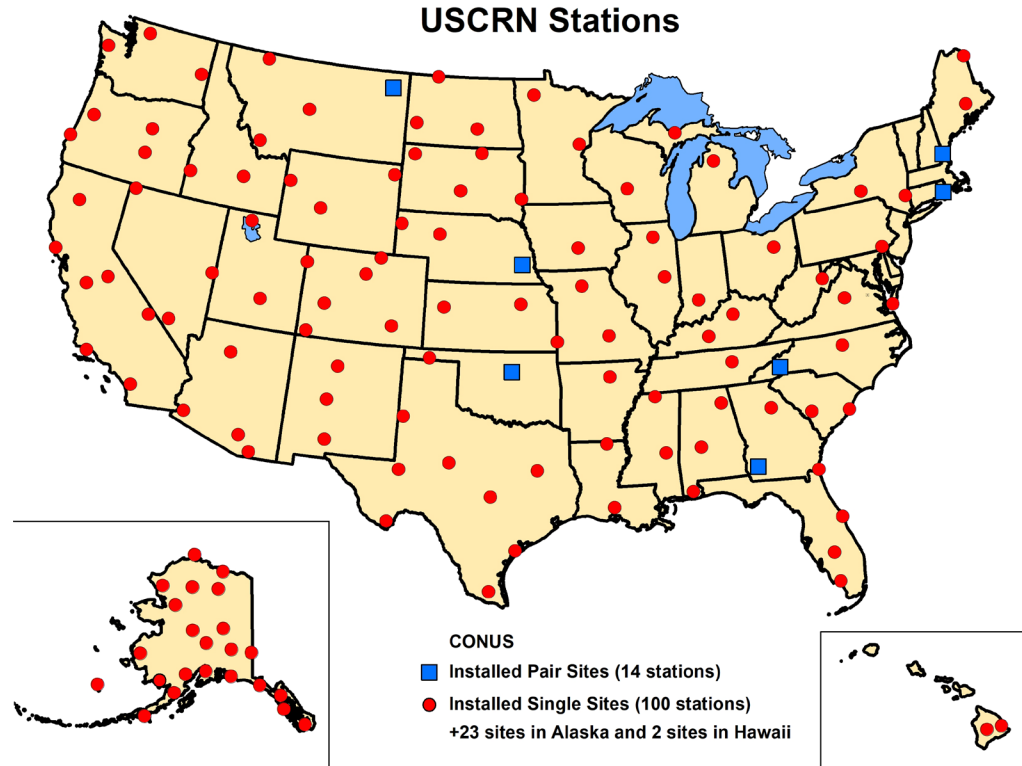 USCRN Stations
CONUS
Installed Pair Sites (14 stations)
Installed Single Sites (100 stations)
+23 sites in Alaska and 2 sites in Hawaii